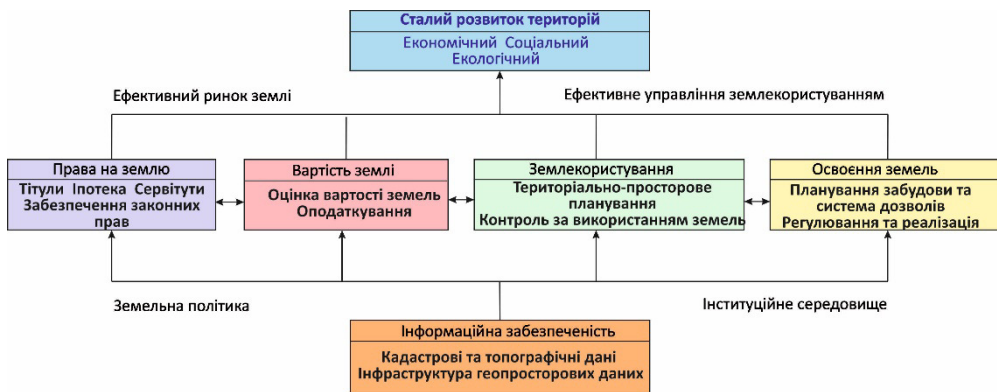 Сталий розвиток територій
Економічний Соціальний
Екологічний
Ефективний ринок землі
Ефективне управління землекористуванням
Права на землю
Тітули Іпотека Сервітути
Забезпечення законних
прав
Вартість землі
Оцінка вартості земель
Оподаткування
Землекористування
Територіально-просторове
планування
Контроль за використанням земель
Освоєння земель
Планування забудови та
система дозволів
Регулювання та реалізація
Земельна політика
Інституційне середовище
Інформаційна забезпеченість
Кадастрові та топографічні дані
Інфраструктура геопросторових даних